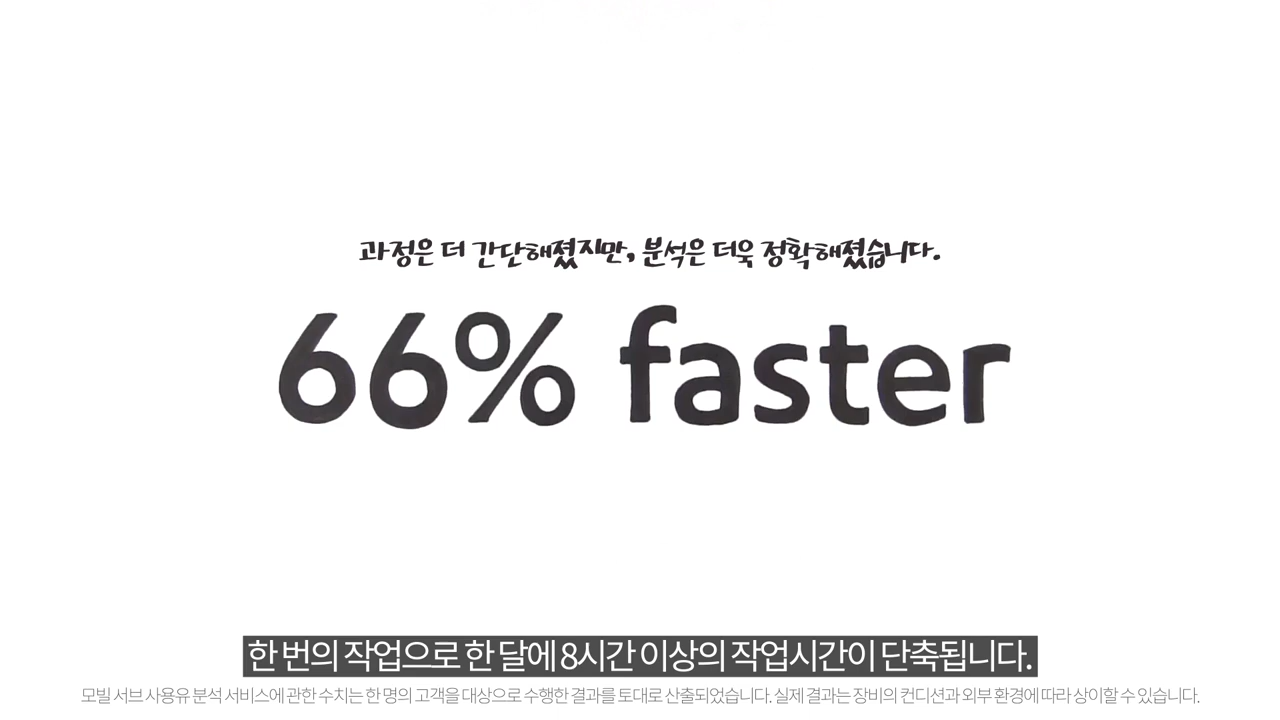 과정은 더 간단해졌지만, 분석은 더욱 정확해졌습니다.
66% faster
한 번의 작업으로 한 달에 8시간 이상의 작업시간이 단축됩니다.
모빌 서브 사용유 분석 서비스에 관한 수치는 한 명의 고객을 대상으로 수행한 결과를 토대로 산출되었습니다. 실제 결과는 장비의 컨디션과 외부 환경에 따라 상이할 수 있습니다.